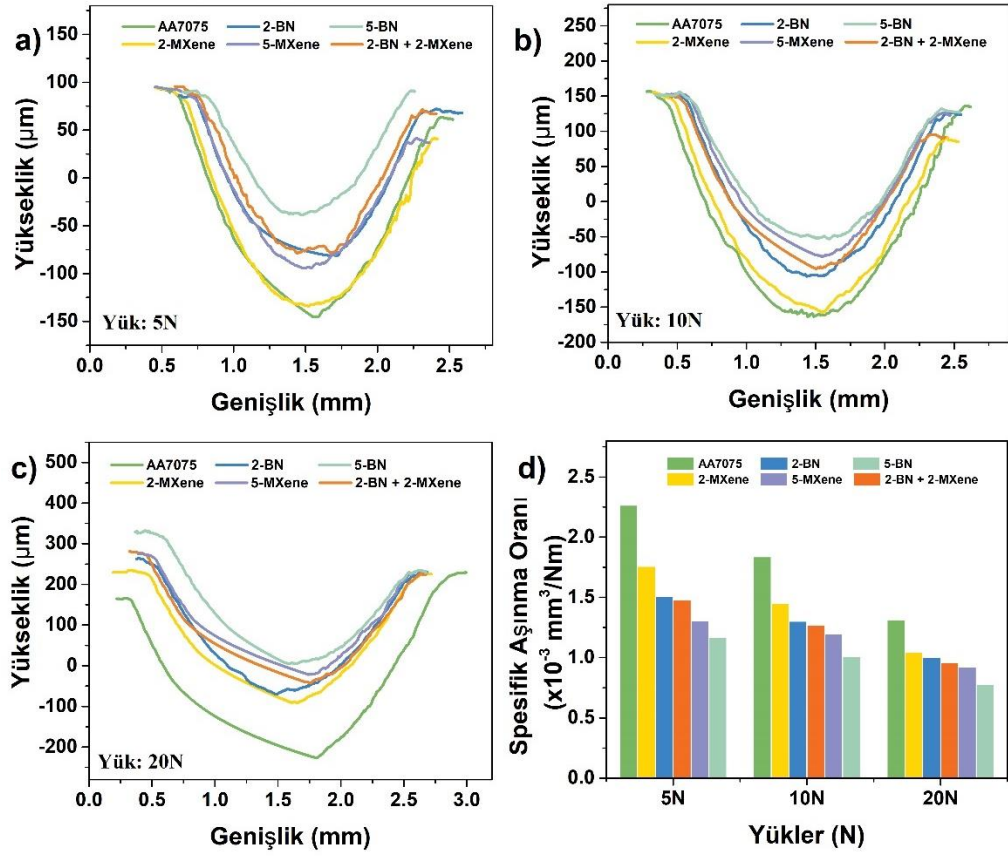 a)
AA7075 2-BN 5-BN
2-MXene 5-MXene 2-BN + 2-MXene
Yükseklik (µm)
150
100
50
0
-50
-100
-150
Yük: 5N
0.0 0.5 1.0 1.5 2.0 2.5
Genişlik (mm)
b)
AA7075 2-BN 5-BN
2-MXene 5-MXene 2-BN + 2-MXene
Yükseklik (µm)
250
200
150
100
50
0
-50
-100
-150
-200
Yük: 10N
0.0 0.5 1.0 1.5 2.0 2.5
Genişlik (mm)
c)
AA7075 2-BN 5-BN
2-MXene 5-MXene 2-BN + 2-MXene
Yükseklik (µm)
500
400
300
200
100
0
-100
-200
Yük: 20N
0.0 0.5 1.0 1.5 2.0 2.5 3.0
Genişlik (mm)
d)
AA7075 2-BN 5-BN
2-MXene 5-MXene 2-BN + 2-MXene
Spesifik Aşınma Oranı
(x10⁻³ mm³/Nm)
2.5
2.0
1.5
1.0
0.5
0.0
5N 10N 20N
Yükler (N)